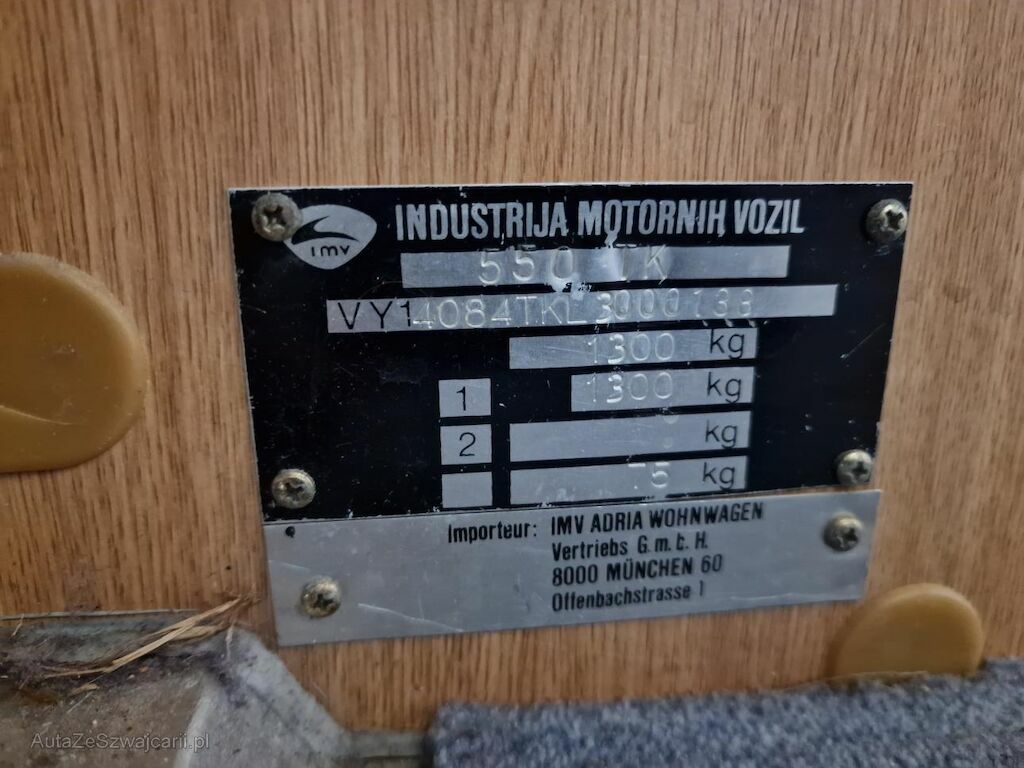 imv INDUSTRIJA MOTORNIH VOZIL
550 TK
VY14084TKL3000133
1300 kg
1 1300 kg
2 kg
75 kg
Importeur: IMV ADRIA WOHNWAGEN
Vertriebs G.m.b.H.
8000 MÜNCHEN 60
Offenbachstrasse 1
AutaZeSzwajcarii.pl